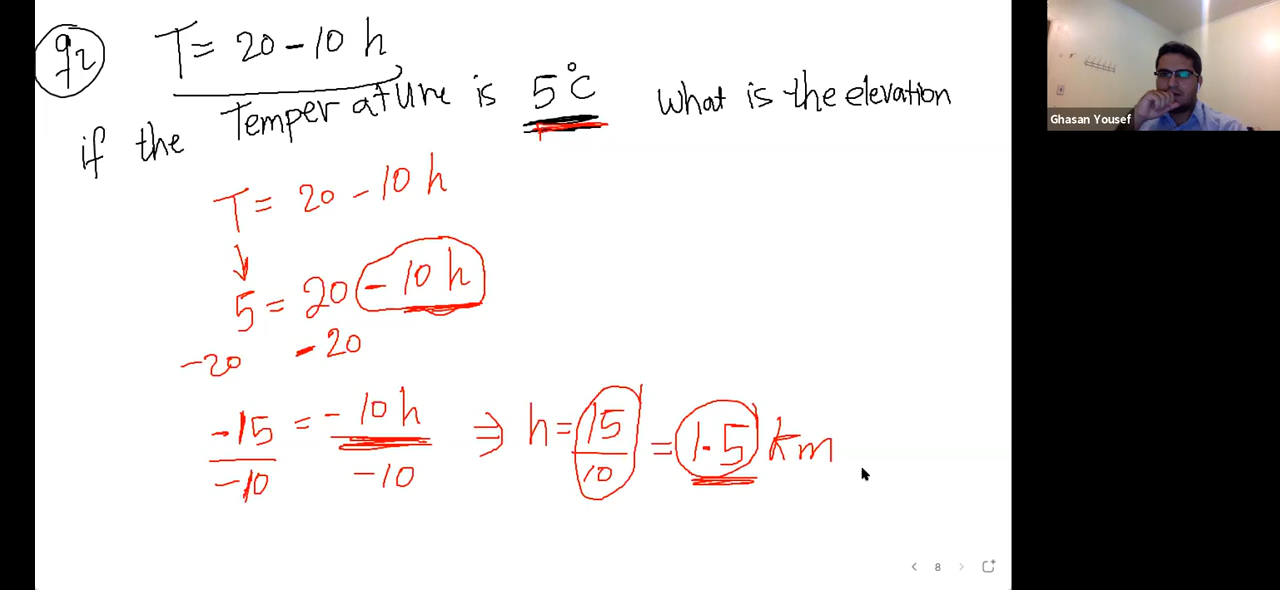 q2 T = 20 - 10 h
if the Temperature is 5°C What is the elevation
T = 20 - 10 h
5 = 20 - 10 h
-20 - 20
-15 / -10 = - 10 h / -10 ⇒ h = 15 / 10 = 1.5 km
Ghasan Yousef
8